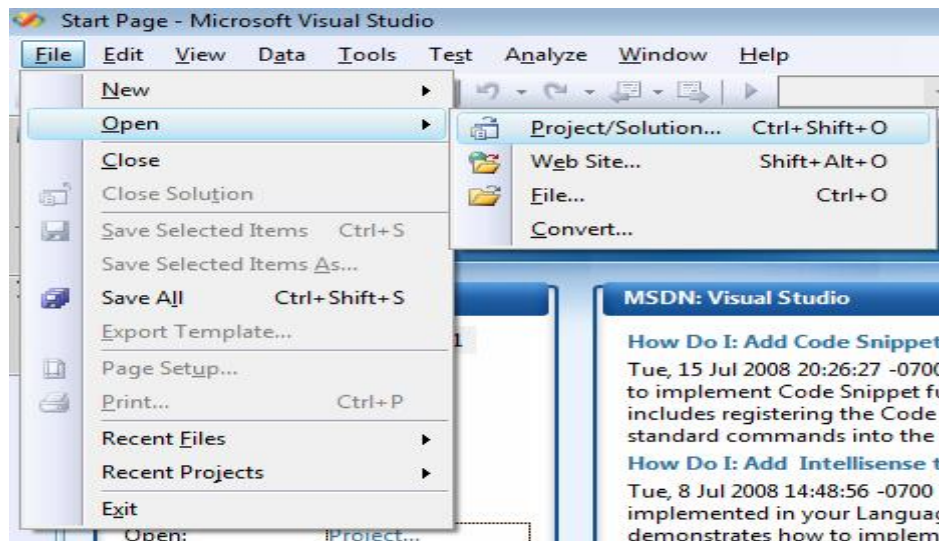 Start Page - Microsoft Visual Studio
File Edit View Data Tools Test Analyze Window Help
New
Open
Close
Close Solution
Save Selected Items Ctrl+S
Save Selected Items As...
Save All Ctrl+Shift+S
Export Template...
Page Setup...
Print... Ctrl+P
Recent Files
Recent Projects
Exit
Project/Solution... Ctrl+Shift+O
Web Site... Shift+Alt+O
File... Ctrl+O
Convert...
1
Open: Project...
MSDN: Visual Studio
How Do I: Add Code Snippet
Tue, 15 Jul 2008 20:26:27 -0700
to implement Code Snippet fu
includes registering the Code
standard commands into the
How Do I: Add Intellisense t
Tue, 8 Jul 2008 14:48:56 -0700
implemented in your Languag
demonstrates how to implem